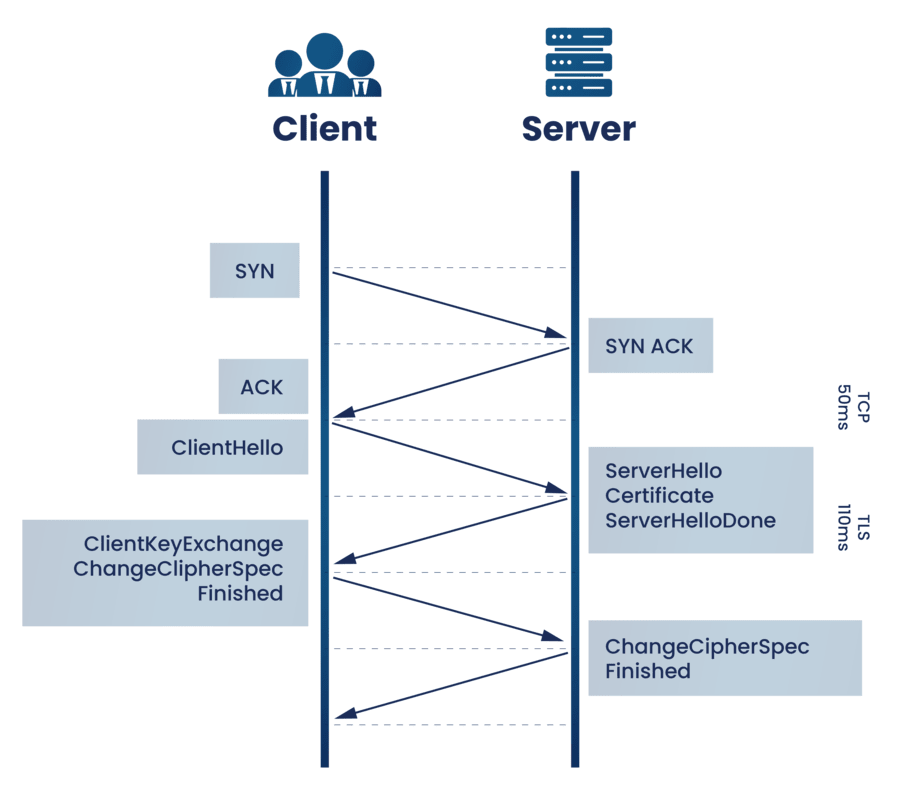 Client
Server
SYN
SYN ACK
ACK
ClientHello
TCP
50ms
ServerHello
Certificate
ServerHelloDone
TLS
110ms
ClientKeyExchange
ChangeClipherSpec
Finished
ChangeCipherSpec
Finished